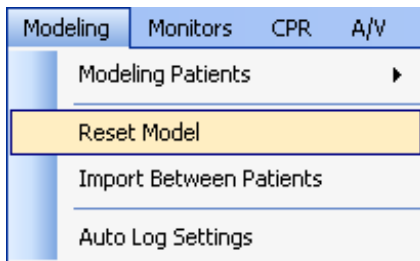 Modeling Monitors CPR A/V
Modeling Patients
Reset Model
Import Between Patients
Auto Log Settings